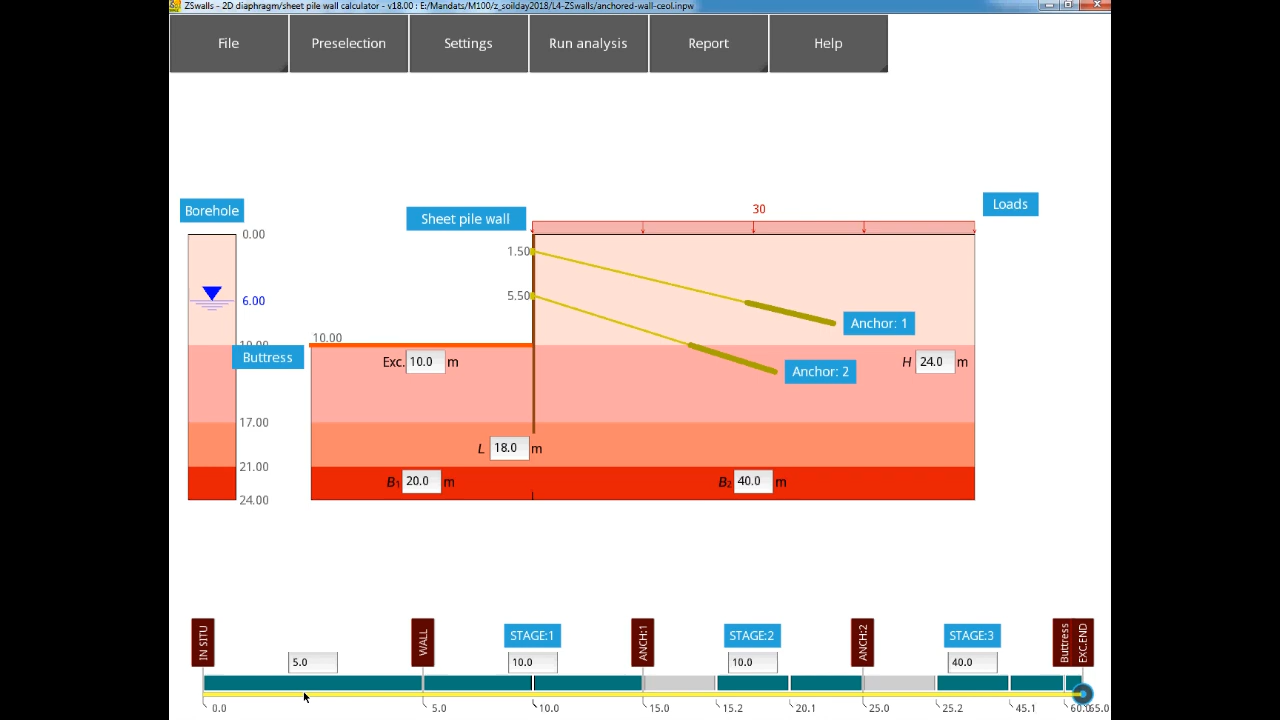 ZSwalls - 2D diaphragm/sheet pile wall calculator - v18.00 : E:/Mandats/M100/z_soilday2018/L4-ZSwalls/anchored-wall-ceol.inpw
File Preselection Settings Run analysis Report Help
Borehole Sheet pile wall 30 Loads
0.00
1.50
6.00 5.50
Anchor: 1
10.00
Buttress Exc. 10.0 m H 24.0 m
Anchor: 2
17.00
L 18.0 m
21.00
B₁ 20.0 m B₂ 40.0 m
24.00
IN SITU WALL STAGE:1 ANCH:1 STAGE:2 ANCH:2 STAGE:3 Buttress EXC.END
5.0 10.0 10.0 40.0
0.0 5.0 10.0 15.0 15.2 20.1 25.0 25.2 45.1 60.0 65.0